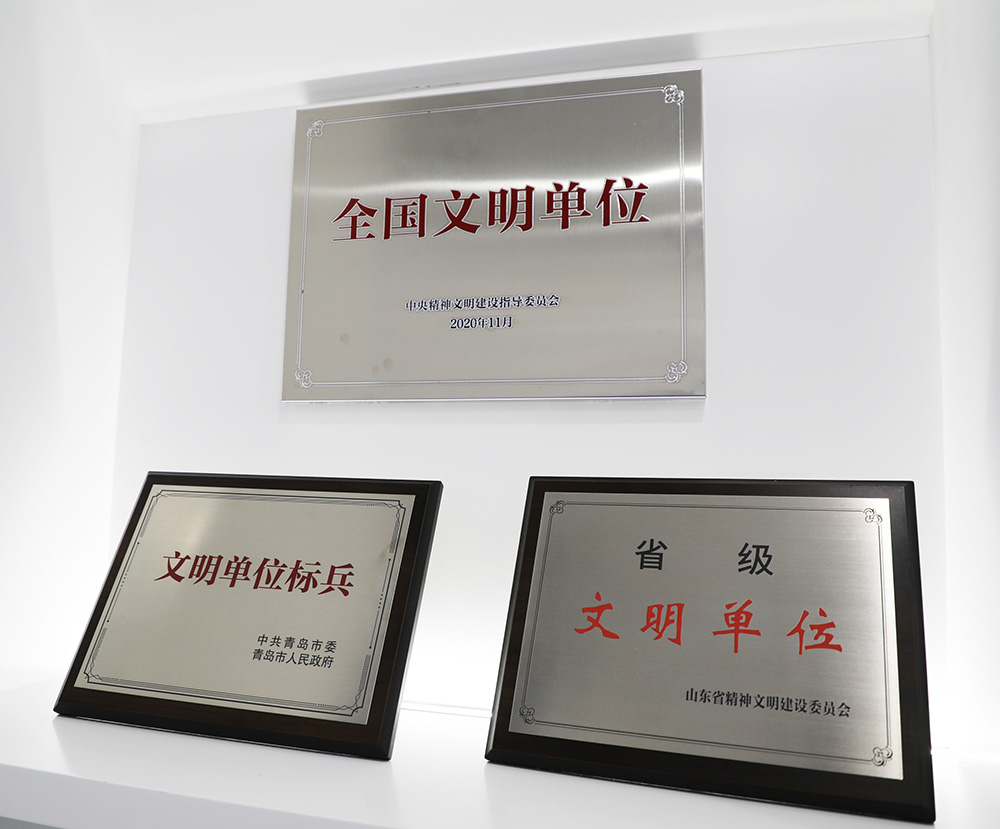 全国文明单位
中央精神文明建设指导委员会
2020年11月
文明单位标兵
中共青岛市委
青岛市人民政府
省级
文明单位
山东省精神文明建设委员会